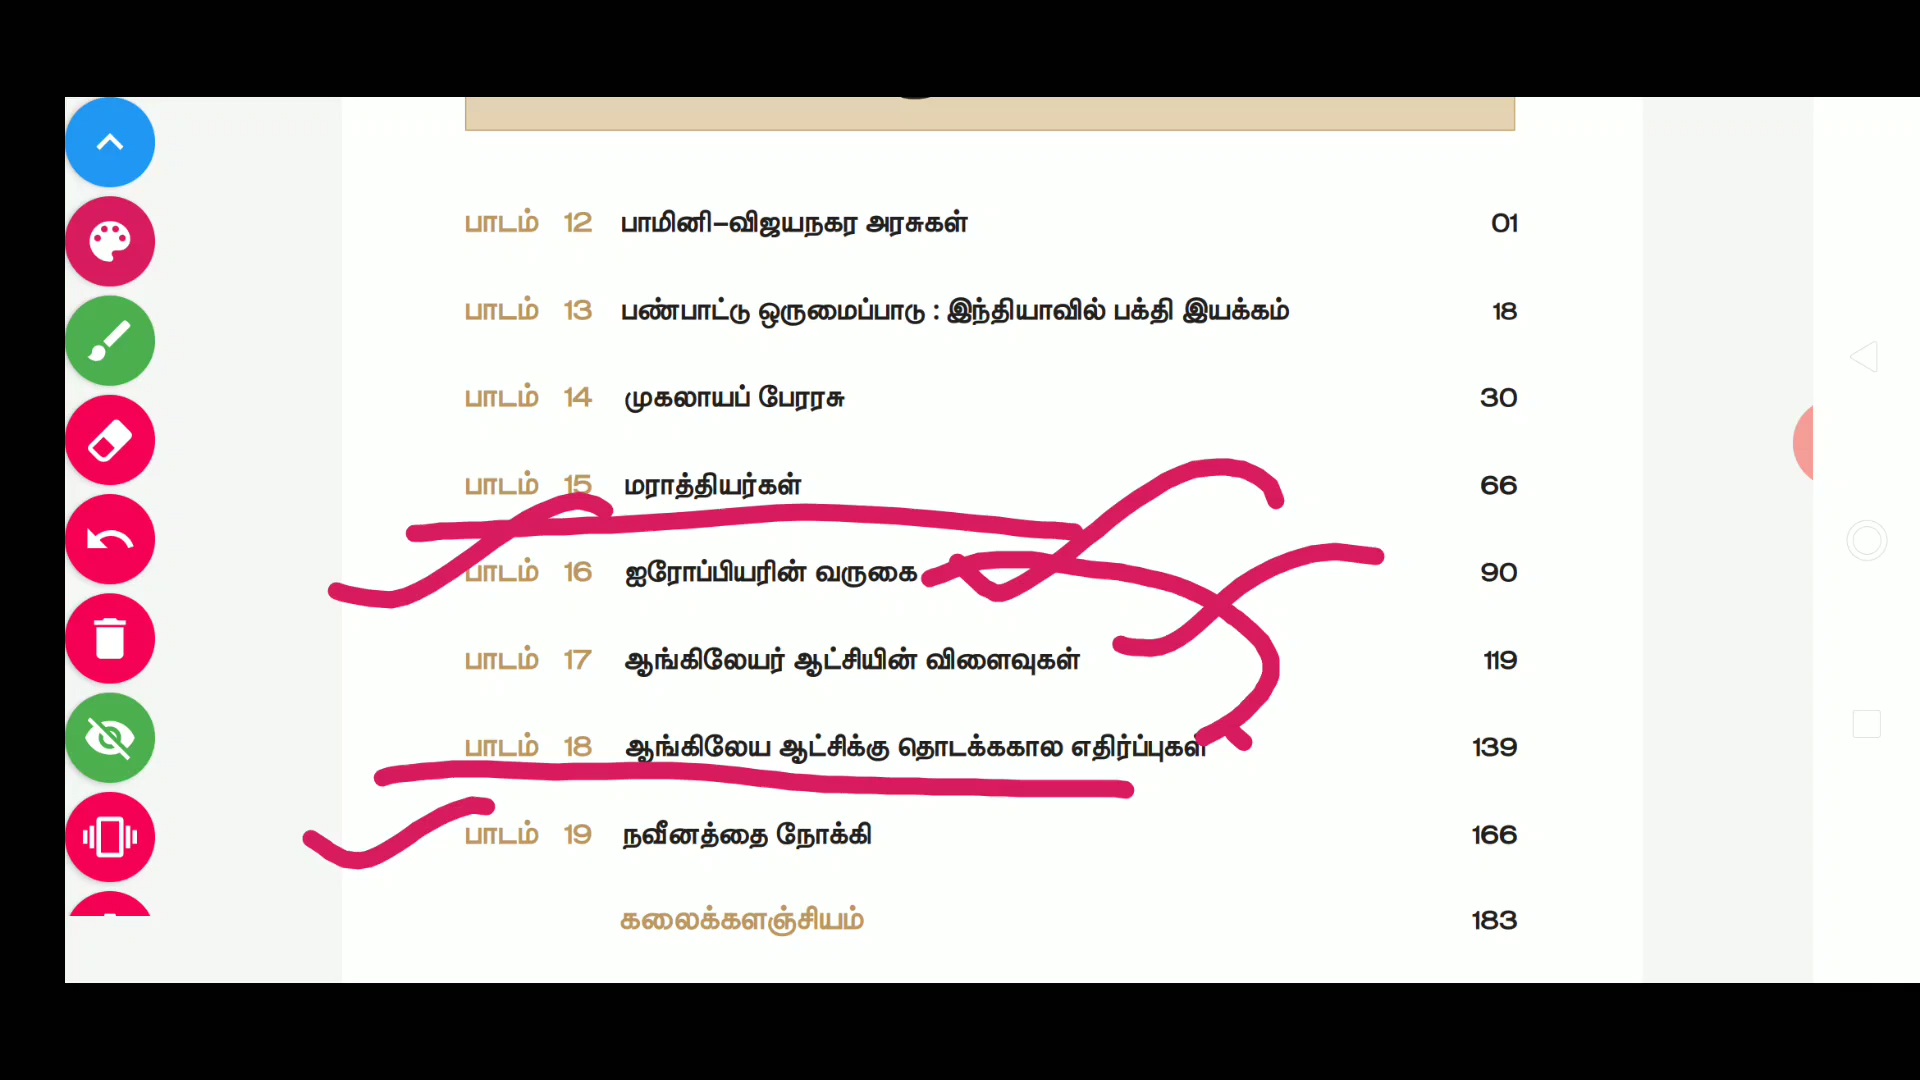 பாடம் 12 பாமினி–விஜயநகர அரசுகள் 01
பாடம் 13 பண்பாட்டு ஒருமைப்பாடு : இந்தியாவில் பக்தி இயக்கம் 18
பாடம் 14 முகலாயப் பேரரசு 30
பாடம் 15 மராத்தியர்கள் 66
பாடம் 16 ஐரோப்பியரின் வருகை 90
பாடம் 17 ஆங்கிலேயர் ஆட்சியின் விளைவுகள் 119
பாடம் 18 ஆங்கிலேய ஆட்சிக்கு தொடக்ககால எதிர்ப்புகள் 139
பாடம் 19 நவீனத்தை நோக்கி 166
கலைக்களஞ்சியம் 183